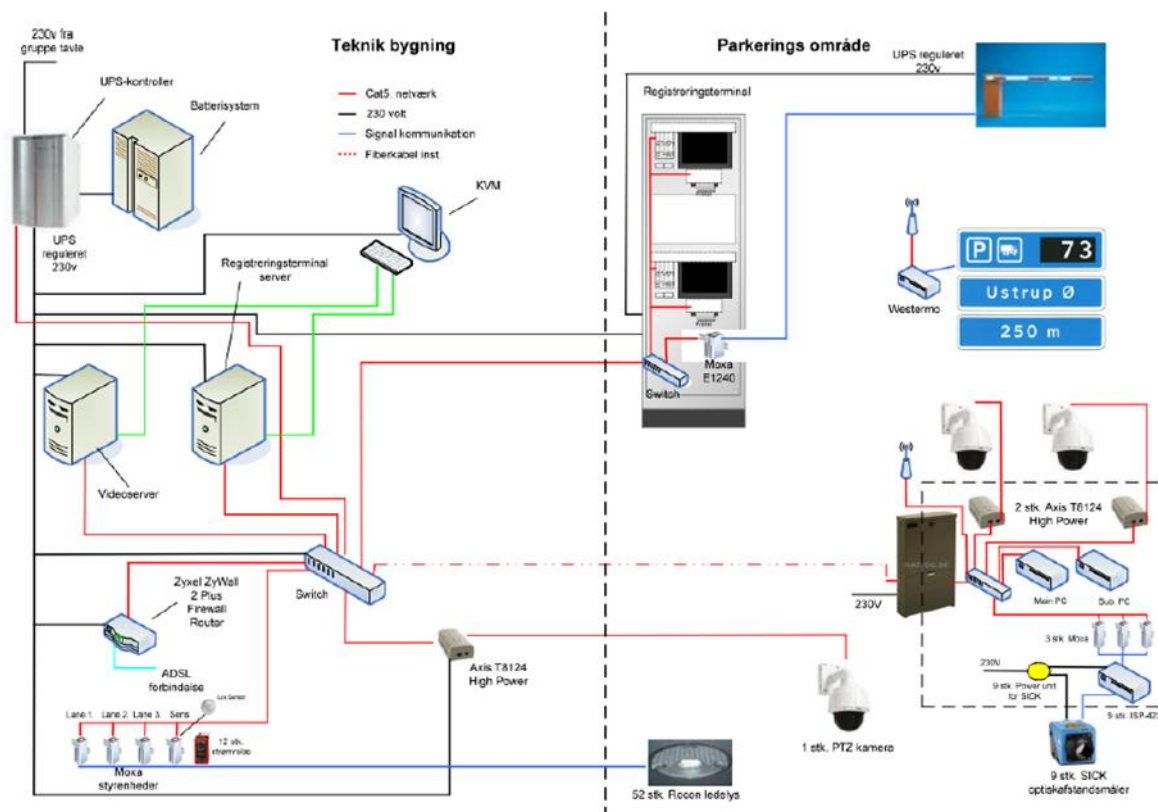 230v fra
gruppe tavle
Teknik bygning
UPS-kontroller
Batterisystem
Cat5. netværk
230 volt
Signal kommunikation
Fiberkabel inst.
KVM
UPS
reguleret
230v
Registreringsterminal
server
Videoserver
Switch
Zyxel ZyWall
2 Plus
Firewall
Router
ADSL
forbindelse
Lux Sensor
Lane 1.
Lane 2.
Lane 3.
Sens.
12 stk.
Moxa
styrenheder
Axis T8124
High Power
Parkerings område
UPS reguleret
230v
Registreringsterminal
Moxa
E1240
Switch
P
73
Ustrup Ø
250 m
Westermo
2 stk. Axis T8124
High Power
230V
Main PC
Sub. PC
3 stk. Moxa
230V
9 stk. Power unit
for SICK
9 stk. SICK
optiskafstandsmåler
1 stk. PTZ kamera
52 stk. Rocon ledelys